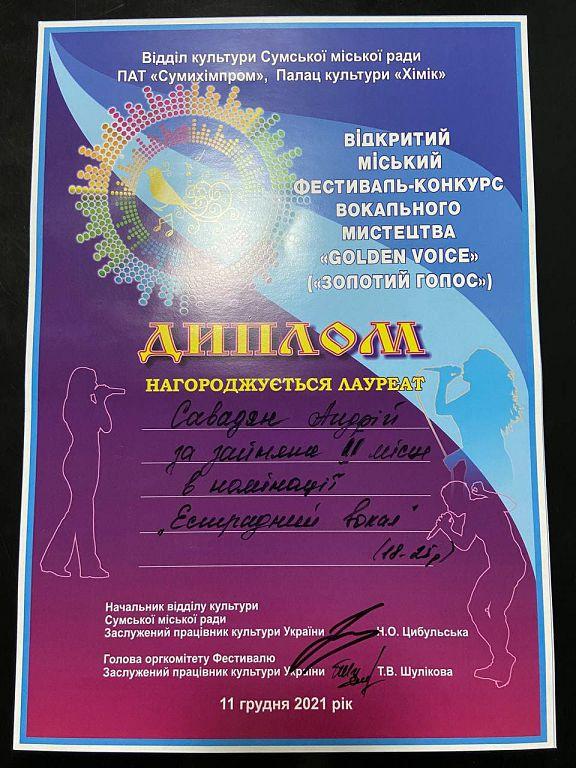 Відділ культури Сумської міської ради
ПАТ «Сумихімпром», Палац культури «Хімік»
ВІДКРИТИЙ
МІСЬКИЙ
ФЕСТИВАЛЬ-КОНКУРС
ВОКАЛЬНОГО
МИСТЕЦТВА
«GOLDEN VOICE»
(«ЗОЛОТИЙ ГОЛОС»)
ДИПЛОМ
НАГОРОДЖУЄТЬСЯ ЛАУРЕАТ
Савадян Андрій
за зайняте II місце
в номінації
„Естрадний вокал"
(18-25р)
Начальник відділу культури
Сумської міської ради
Заслужений працівник культури України Н.О. Цибульська
Голова оргкомітету Фестивалю
Заслужений працівник культури України Т.В. Шулікова
11 грудня 2021 рік